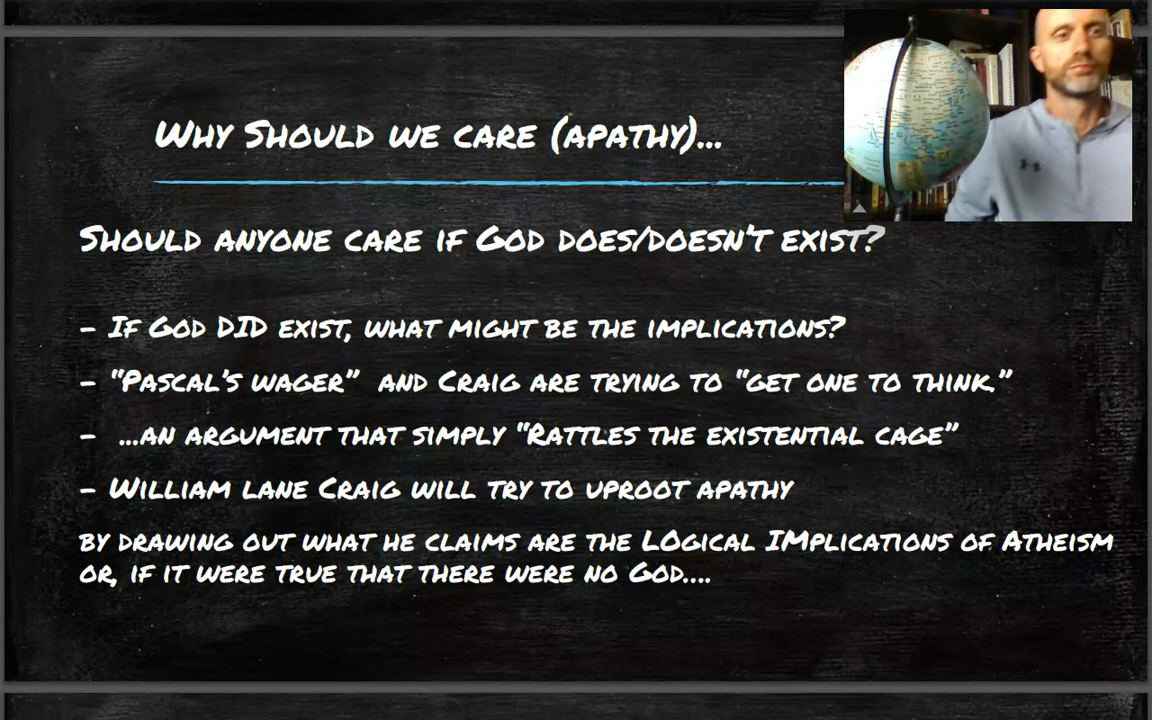 Why Should we care (apathy)...
Should anyone care if God does/doesn't exist?
- If God DID exist, what might be the implications?
- "Pascal's wager" and Craig are trying to "get one to think."
- ...an argument that simply "Rattles the existential cage"
- William lane Craig will try to uproot apathy
by drawing out what he claims are the LOgical IMplications of Atheism
or, if it were true that there were no God....